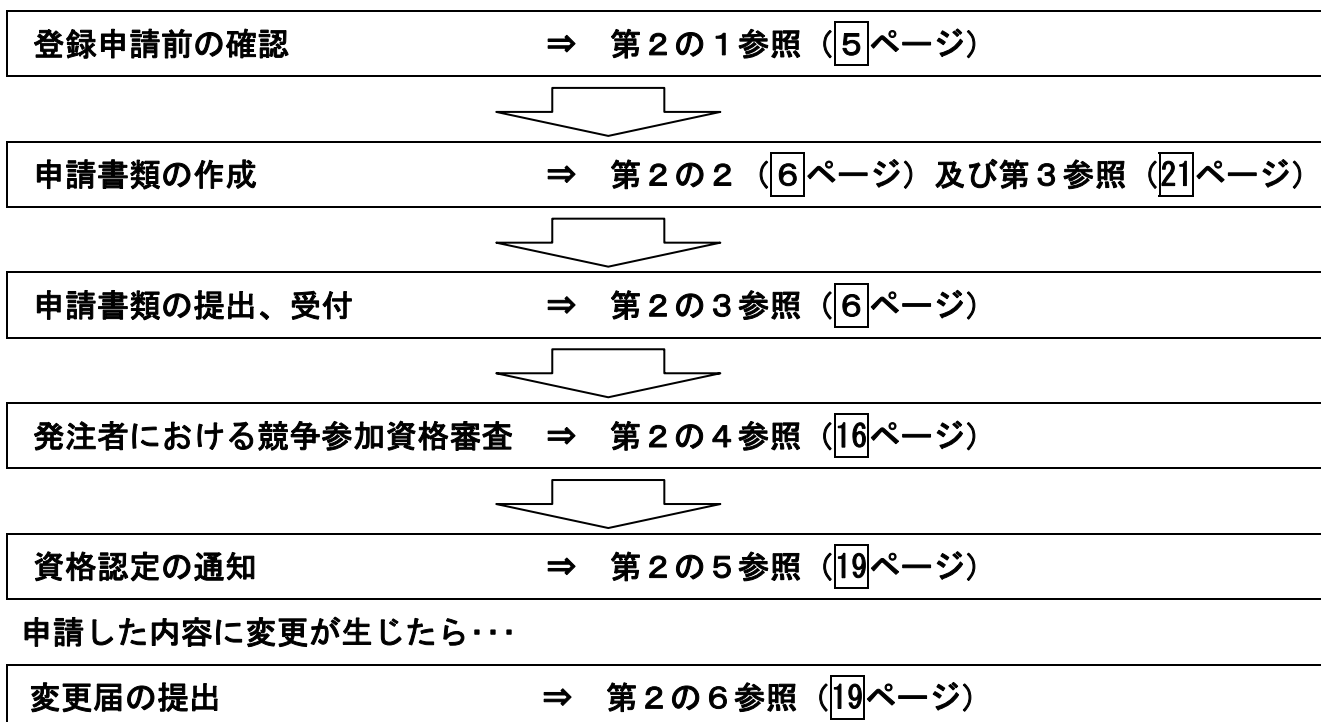 登録申請前の確認 ⇒ 第２の１参照（５ページ）
申請書類の作成 ⇒ 第２の２（６ページ）及び第３参照（21ページ）
申請書類の提出、受付 ⇒ 第２の３参照（６ページ）
発注者における競争参加資格審査 ⇒ 第２の４参照（16ページ）
資格認定の通知 ⇒ 第２の５参照（19ページ）
申請した内容に変更が生じたら･･･
変更届の提出 ⇒ 第２の６参照（19ページ）